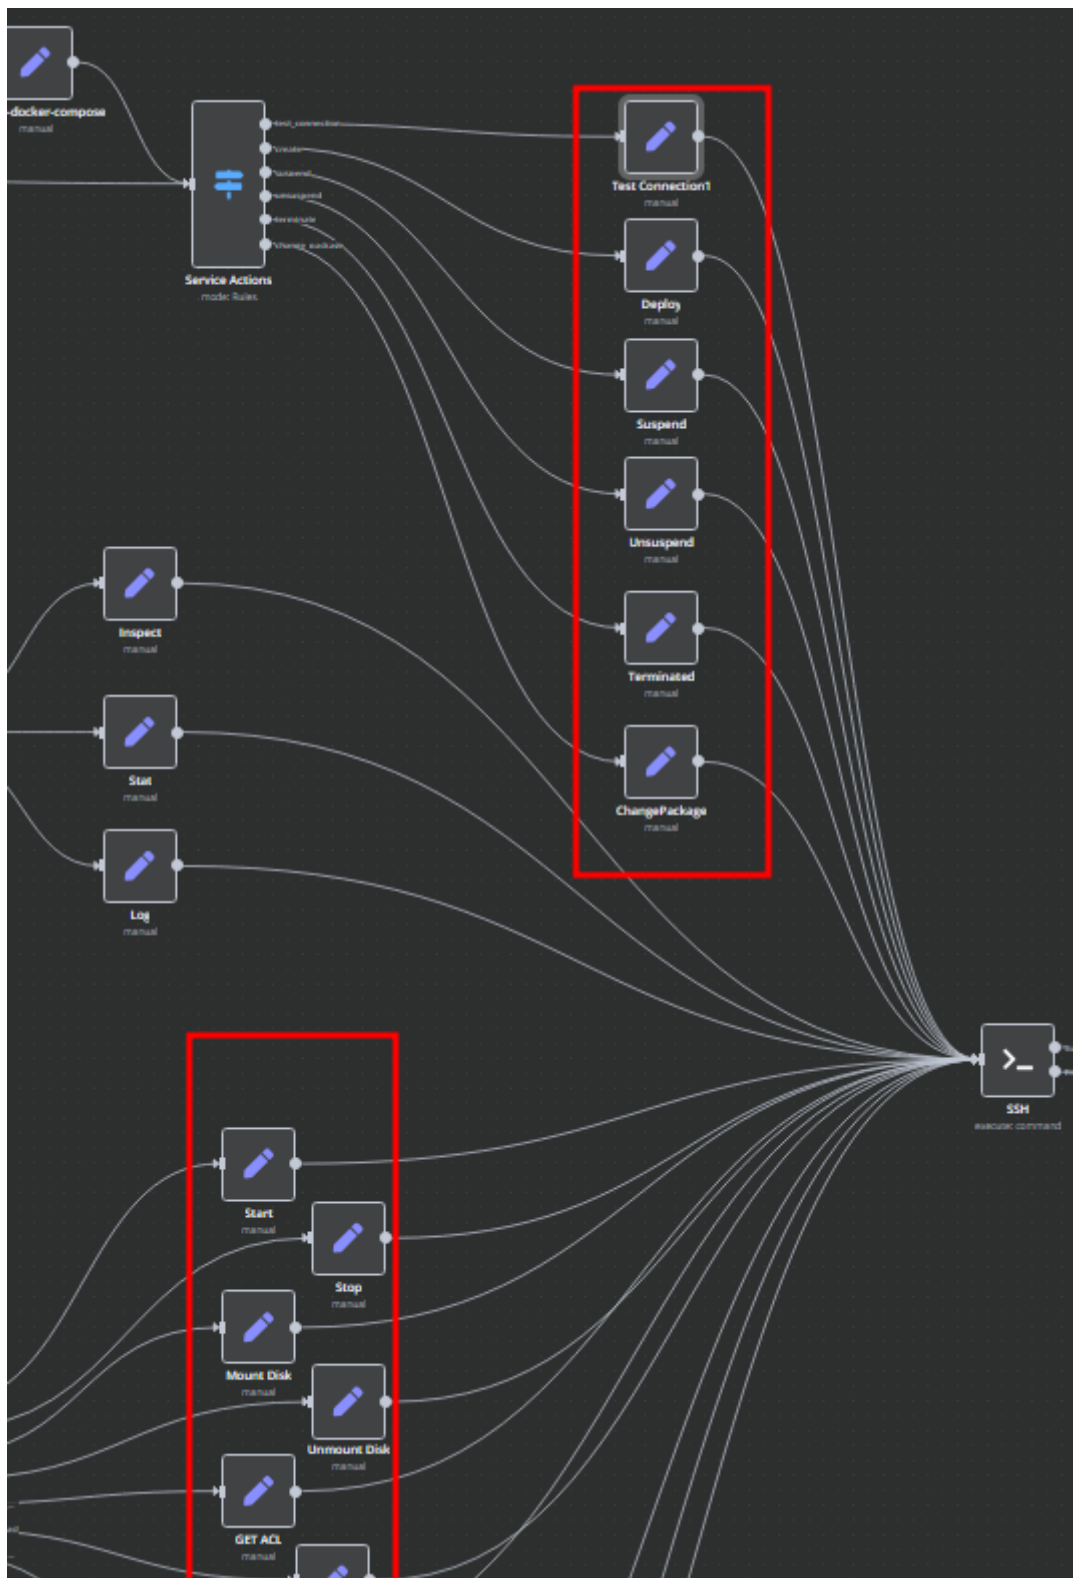 -docker-compose
manual
test_connection
create
suspend
unsuspend
terminate
change_package
Service Actions
mode: Rules
Test Connection1
manual
Deploy
manual
Suspend
manual
Unsuspend
manual
Terminated
manual
ChangePackage
manual
Inspect
manual
Stat
manual
Log
manual
SSH
execute: command
Start
manual
Stop
manual
Mount Disk
manual
Unmount Disk
manual
GET ACL
manual